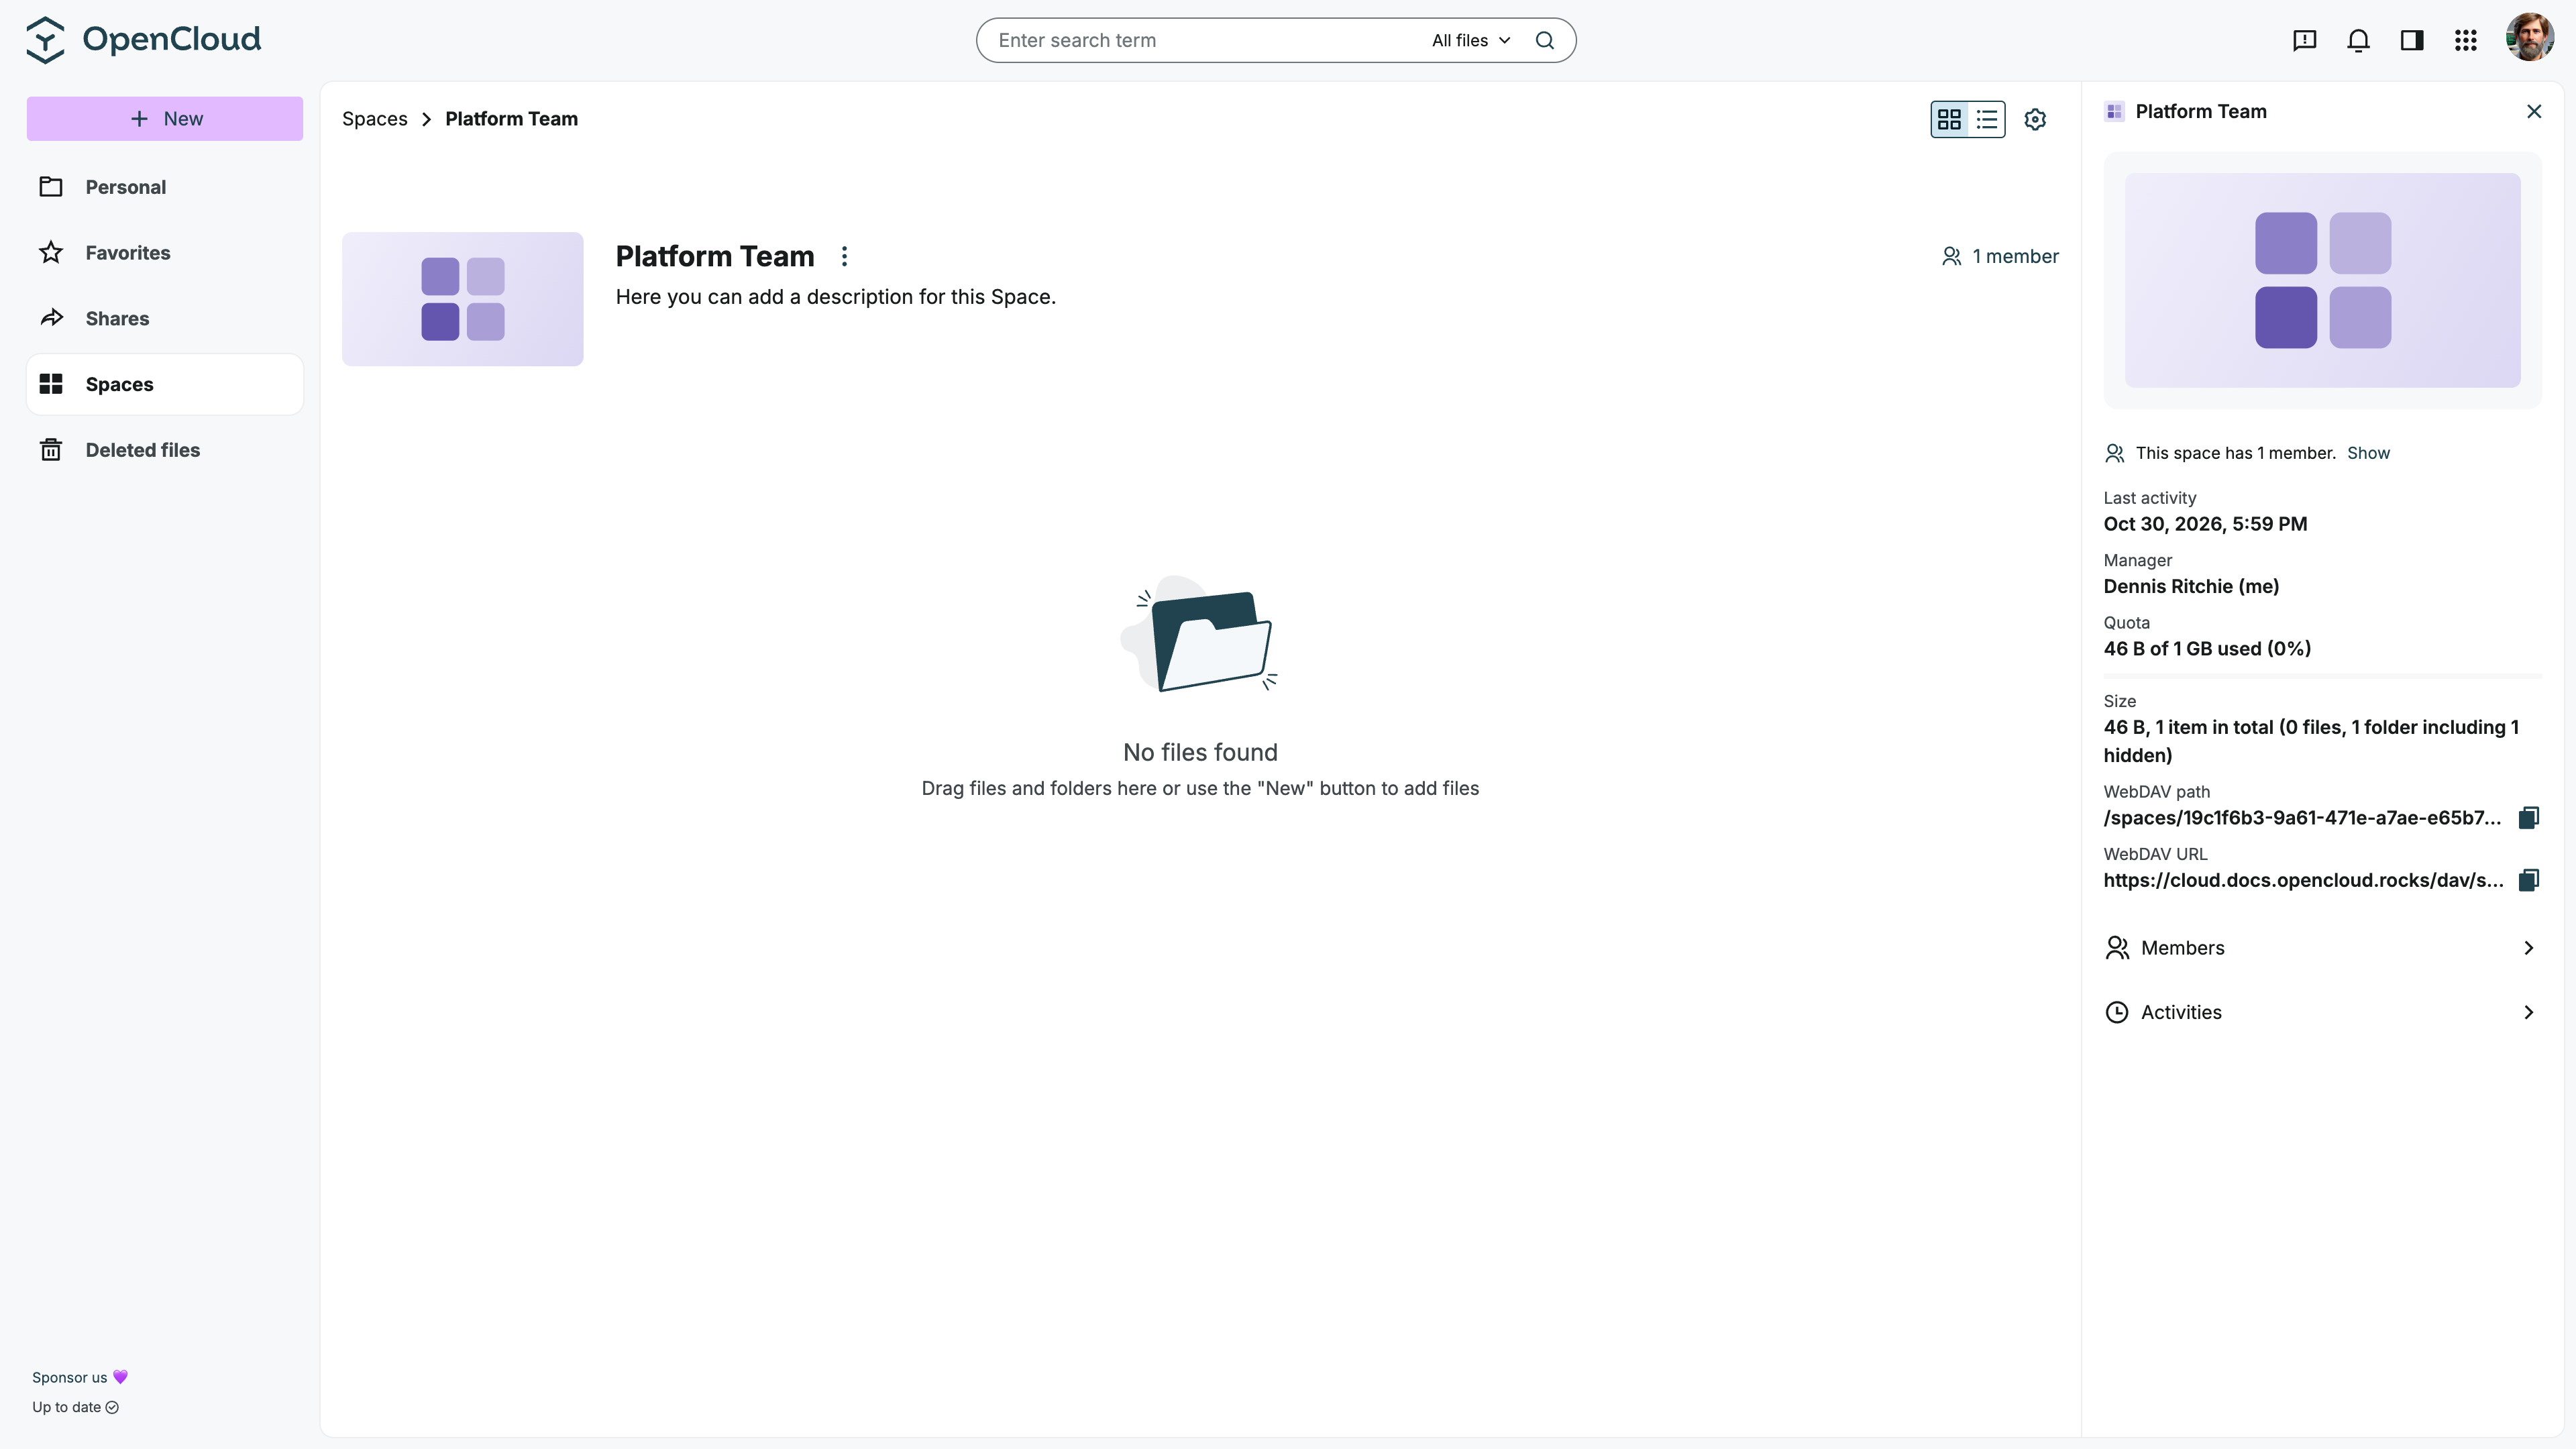 OpenCloud
Enter search term
All files
New
Personal
Favorites
Shares
Spaces
Deleted files
Sponsor us 💜
Up to date
Spaces
Platform Team
Platform Team
1 member
Here you can add a description for this Space.
No files found
Drag files and folders here or use the "New" button to add files
Platform Team
This space has 1 member. Show
Last activity
Oct 30, 2026, 5:59 PM
Manager
Dennis Ritchie (me)
Quota
46 B of 1 GB used (0%)
Size
46 B, 1 item in total (0 files, 1 folder including 1
hidden)
WebDAV path
/spaces/19c1f6b3-9a61-471e-a7ae-e65b7...
WebDAV URL
https://cloud.docs.opencloud.rocks/dav/s...
Members
Activities